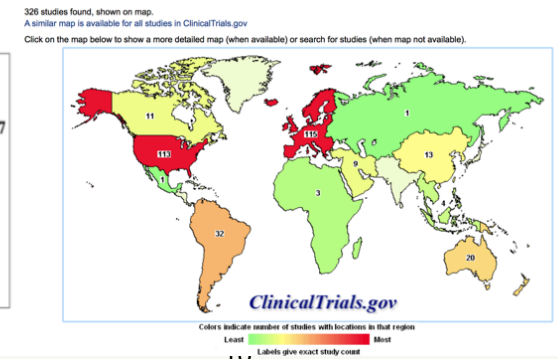 326 studies found, shown on map.
A similar map is available for all studies in ClinicalTrials.gov
Click on the map below to show a more detailed map (when available) or search for studies (when map not available).
7
11
113
1
115
1
9
13
3
4
32
20
ClinicalTrials.gov
Colors indicate number of studies with locations in that region
Least Most
Labels give exact study count